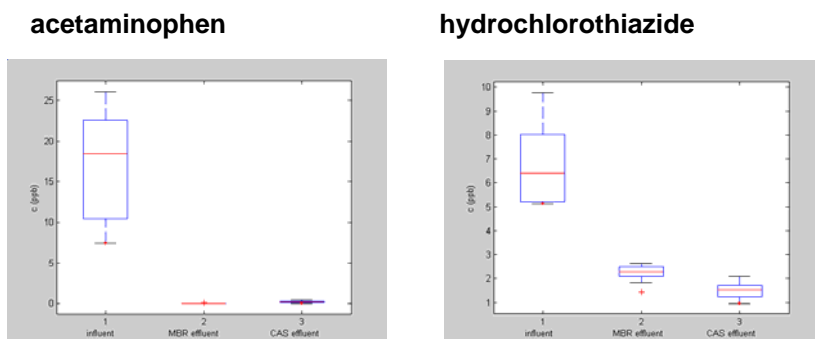 acetaminophen
hydrochlorothiazide
c (ppb)
25
20
15
10
5
0
1
2
3
influent
MBR effluent
CAS effluent
c (ppb)
10
9
8
7
6
5
4
3
2
1
1
2
3
influent
MBR effluent
CAS effluent